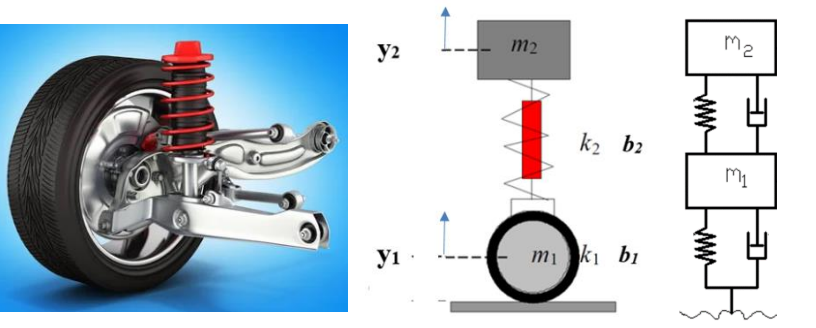 y₂
m₂
k₂ b₂
y₁
m₁ k₁ b₁
m₂
m₁